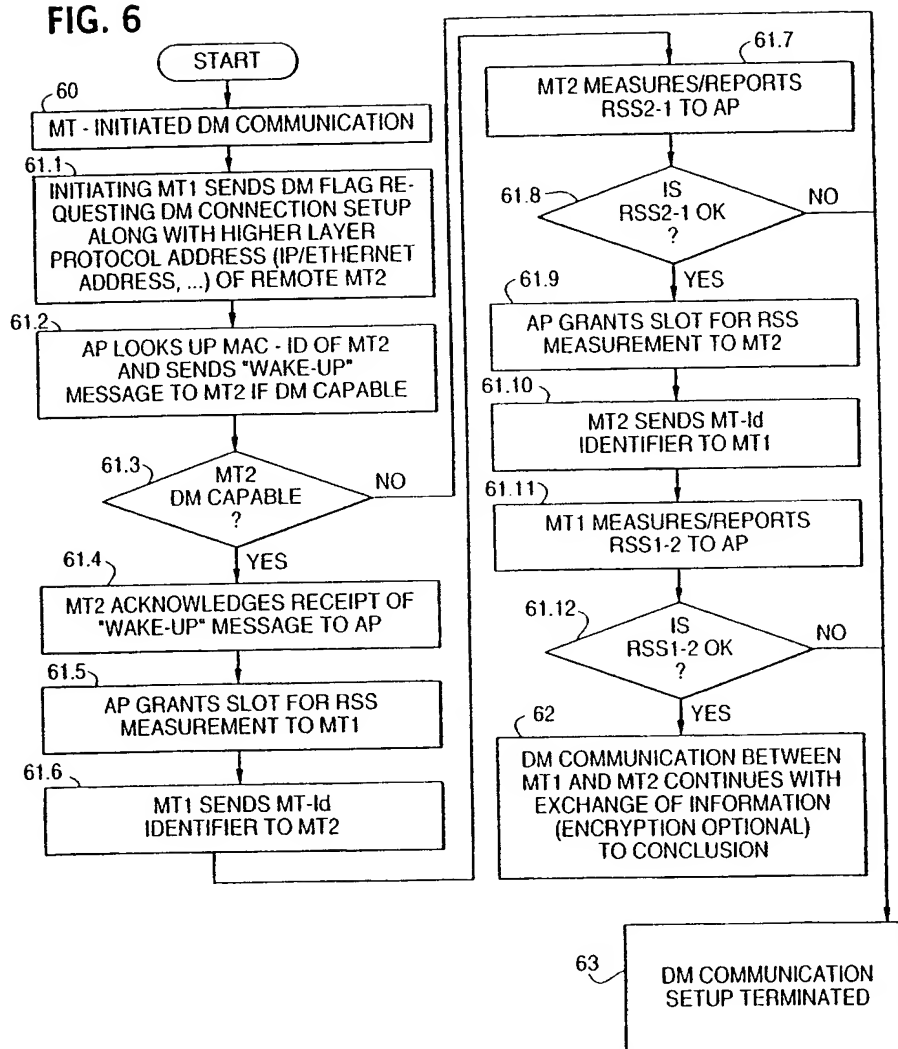 FIG. 6
START
60
MT - INITIATED DM COMMUNICATION
61.1
INITIATING MT1 SENDS DM FLAG RE-
QUESTING DM CONNECTION SETUP
ALONG WITH HIGHER LAYER
PROTOCOL ADDRESS (IP/ETHERNET
ADDRESS, ...) OF REMOTE MT2
61.2
AP LOOKS UP MAC - ID OF MT2
AND SENDS "WAKE-UP"
MESSAGE TO MT2 IF DM CAPABLE
61.3
MT2
DM CAPABLE
?
NO
YES
61.4
MT2 ACKNOWLEDGES RECEIPT OF
"WAKE-UP" MESSAGE TO AP
61.5
AP GRANTS SLOT FOR RSS
MEASUREMENT TO MT1
61.6
MT1 SENDS MT-Id
IDENTIFIER TO MT2
61.7
MT2 MEASURES/REPORTS
RSS2-1 TO AP
61.8
IS
RSS2-1 OK
?
NO
YES
61.9
AP GRANTS SLOT FOR RSS
MEASUREMENT TO MT2
61.10
MT2 SENDS MT-Id
IDENTIFIER TO MT1
61.11
MT1 MEASURES/REPORTS
RSS1-2 TO AP
61.12
IS
RSS1-2 OK
?
NO
YES
62
DM COMMUNICATION BETWEEN
MT1 AND MT2 CONTINUES WITH
EXCHANGE OF INFORMATION
(ENCRYPTION OPTIONAL)
TO CONCLUSION
63
DM COMMUNICATION
SETUP TERMINATED